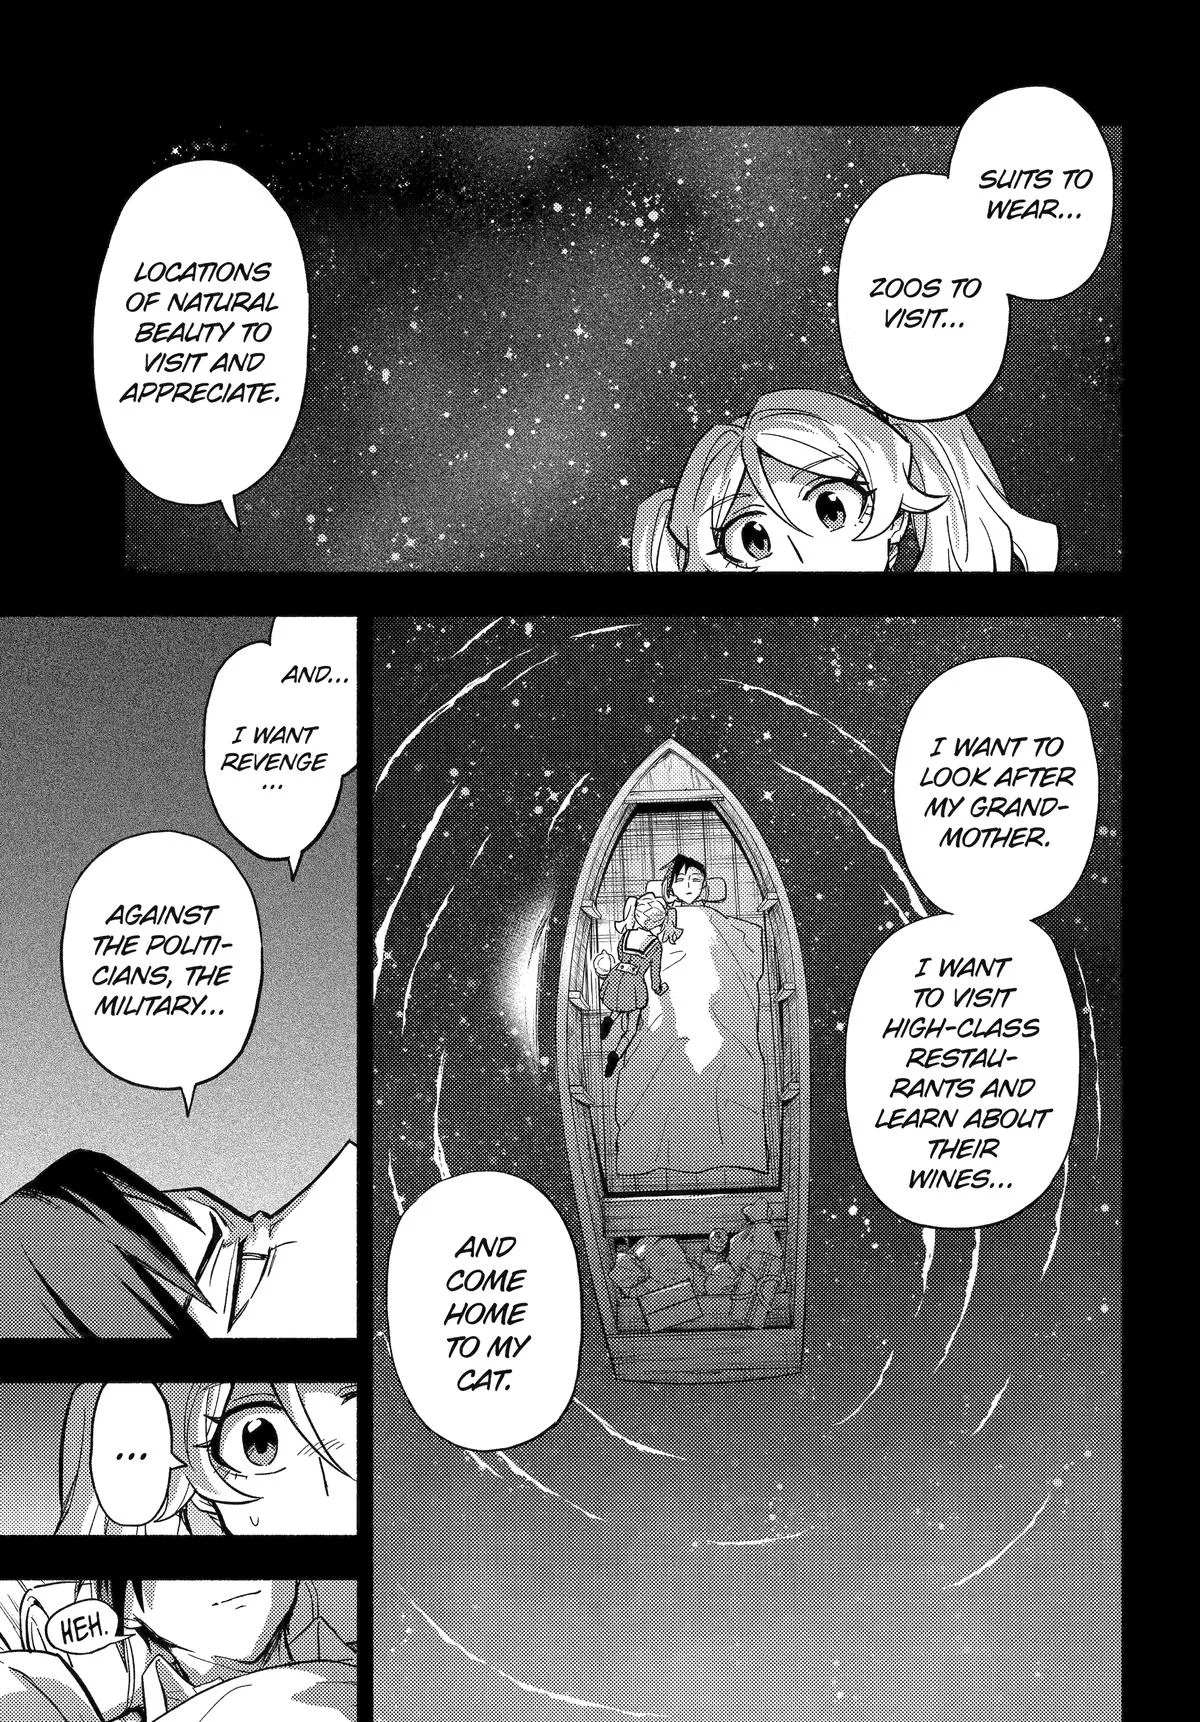 SUITS TO
WEAR...
ZOOS TO
VISIT...
LOCATIONS
OF NATURAL
BEAUTY TO
VISIT AND
APPRECIATE.
I WANT TO
LOOK AFTER
MY GRAND-
MOTHER.
I WANT
TO VISIT
HIGH-CLASS
RESTAU-
RANTS AND
LEARN ABOUT
THEIR
WINES...
AND
COME
HOME
TO MY
CAT.
AND...
I WANT
REVENGE
...
AGAINST
THE POLITI-
CIANS, THE
MILITARY...
...
HEH.